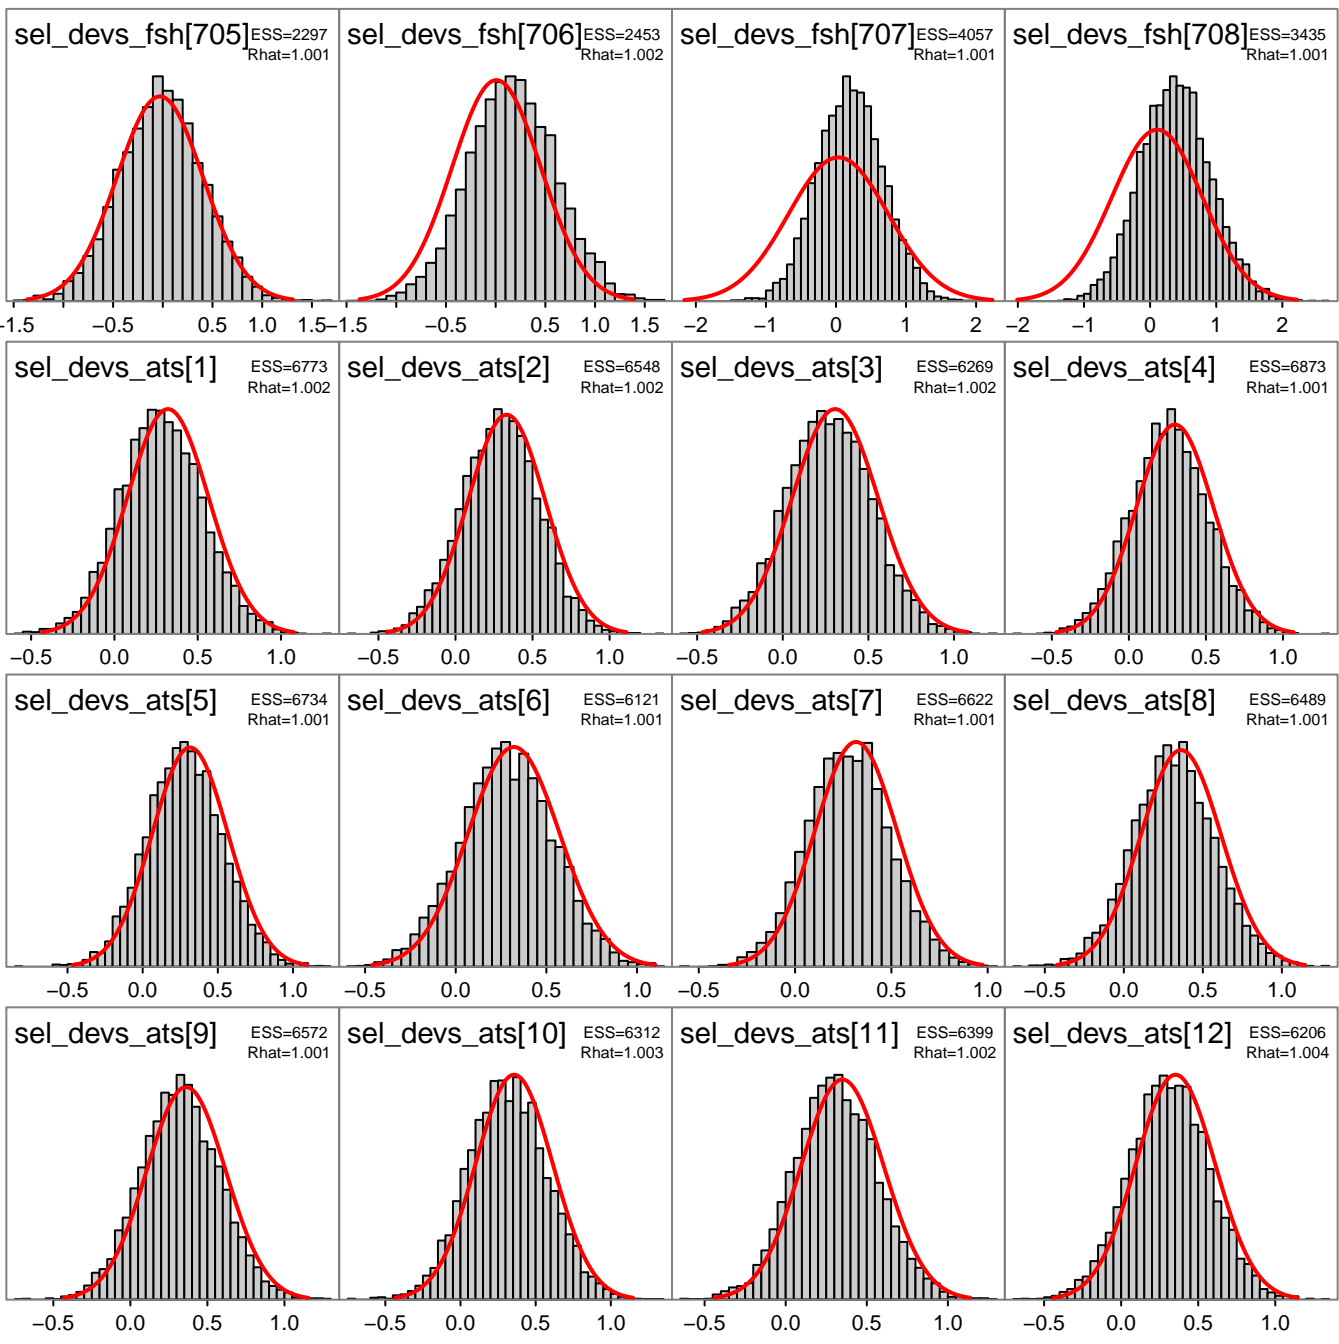 sel_devs_fsh[705] ESS=2297
Rhat=1.001
sel_devs_fsh[706] ESS=2453
Rhat=1.002
sel_devs_fsh[707] ESS=4057
Rhat=1.001
sel_devs_fsh[708] ESS=3435
Rhat=1.001
−1.5 −0.5 0.5 1.0 1.5
−1.5 −0.5 0.5 1.0 1.5
−2 −1 0 1 2
−2 −1 0 1 2
sel_devs_ats[1] ESS=6773
Rhat=1.002
sel_devs_ats[2] ESS=6548
Rhat=1.002
sel_devs_ats[3] ESS=6269
Rhat=1.002
sel_devs_ats[4] ESS=6873
Rhat=1.001
−0.5 0.0 0.5 1.0
−0.5 0.0 0.5 1.0
−0.5 0.0 0.5 1.0
−0.5 0.0 0.5 1.0
sel_devs_ats[5] ESS=6734
Rhat=1.001
sel_devs_ats[6] ESS=6121
Rhat=1.001
sel_devs_ats[7] ESS=6622
Rhat=1.001
sel_devs_ats[8] ESS=6489
Rhat=1.001
−0.5 0.0 0.5 1.0
−0.5 0.0 0.5 1.0
−0.5 0.0 0.5 1.0
−0.5 0.0 0.5 1.0
sel_devs_ats[9] ESS=6572
Rhat=1.001
sel_devs_ats[10] ESS=6312
Rhat=1.003
sel_devs_ats[11] ESS=6399
Rhat=1.002
sel_devs_ats[12] ESS=6206
Rhat=1.004
−0.5 0.0 0.5 1.0
−0.5 0.0 0.5 1.0
−0.5 0.0 0.5 1.0
−0.5 0.0 0.5 1.0